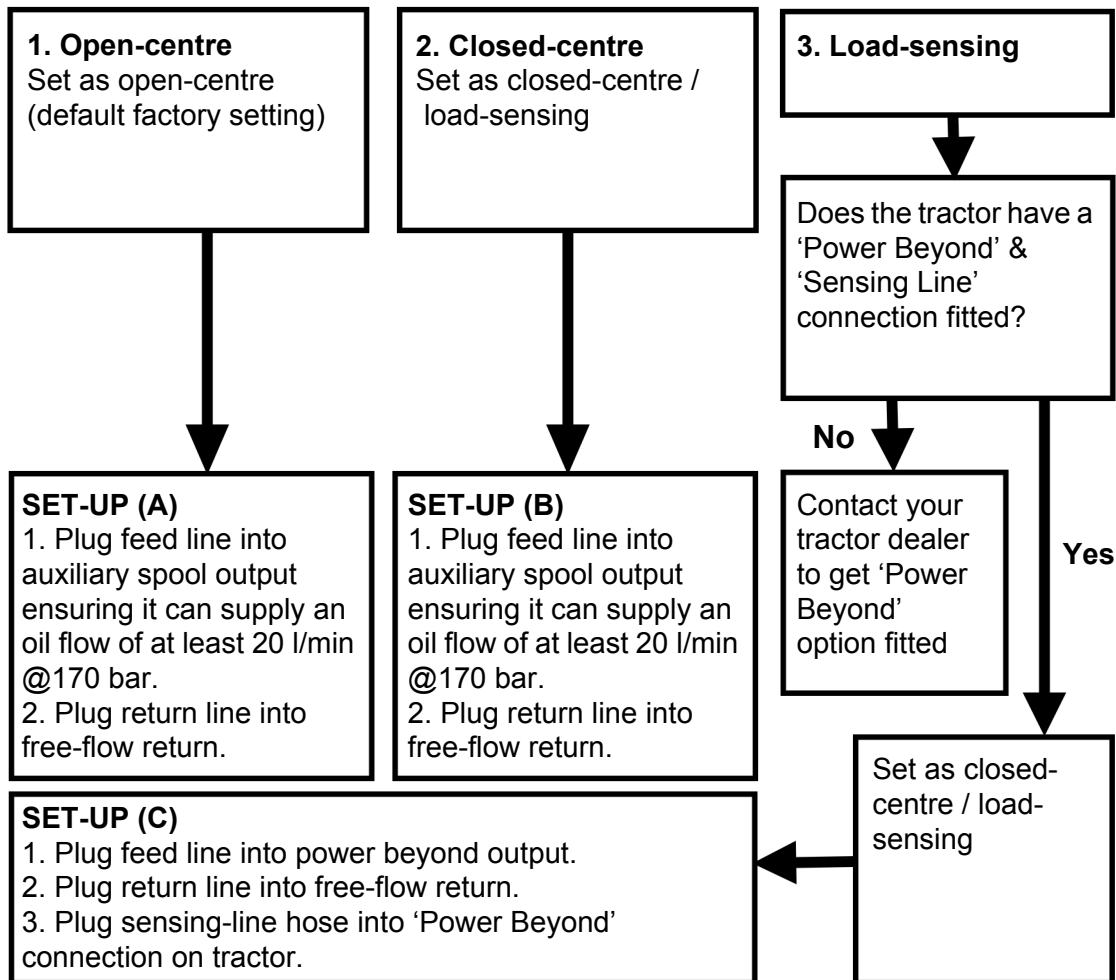 1. Open-centre
Set as open-centre
(default factory setting)
2. Closed-centre
Set as closed-centre /
load-sensing
3. Load-sensing
Does the tractor have a
‘Power Beyond’ &
‘Sensing Line’
connection fitted?
No
Yes
Contact your
tractor dealer
to get ‘Power
Beyond’
option fitted
SET-UP (A)
1. Plug feed line into
auxiliary spool output
ensuring it can supply an
oil flow of at least 20 l/min
@170 bar.
2. Plug return line into
free-flow return.
SET-UP (B)
1. Plug feed line into
auxiliary spool output
ensuring it can supply an
oil flow of at least 20 l/min
@170 bar.
2. Plug return line into
free-flow return.
Set as closed-
centre / load-
sensing
SET-UP (C)
1. Plug feed line into power beyond output.
2. Plug return line into free-flow return.
3. Plug sensing-line hose into ‘Power Beyond’
connection on tractor.